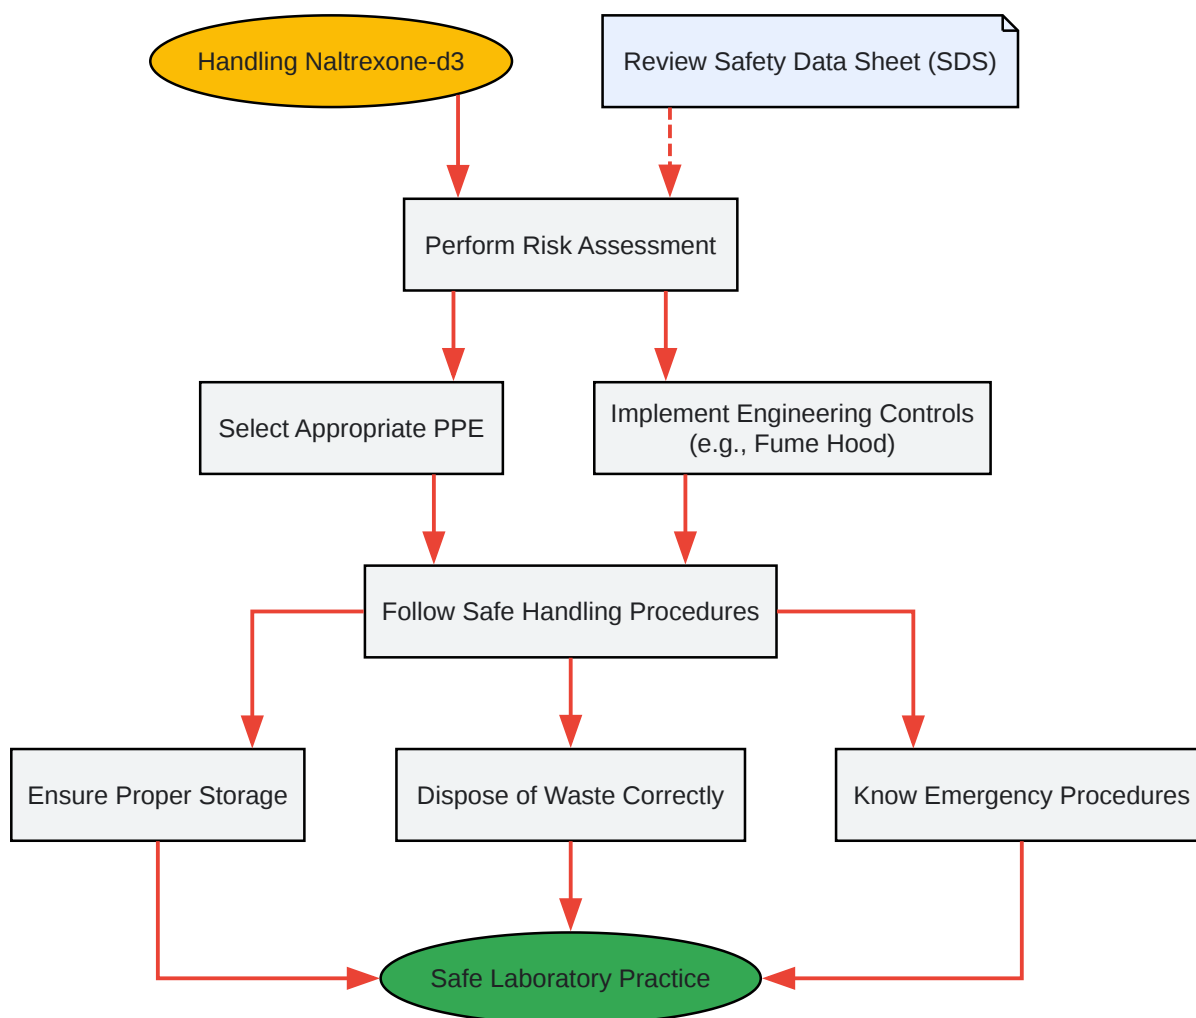 Handling Naltrexone-d3
Review Safety Data Sheet (SDS)
Perform Risk Assessment
Select Appropriate PPE
Implement Engineering Controls
(e.g., Fume Hood)
Follow Safe Handling Procedures
Ensure Proper Storage
Dispose of Waste Correctly
Know Emergency Procedures
Safe Laboratory Practice